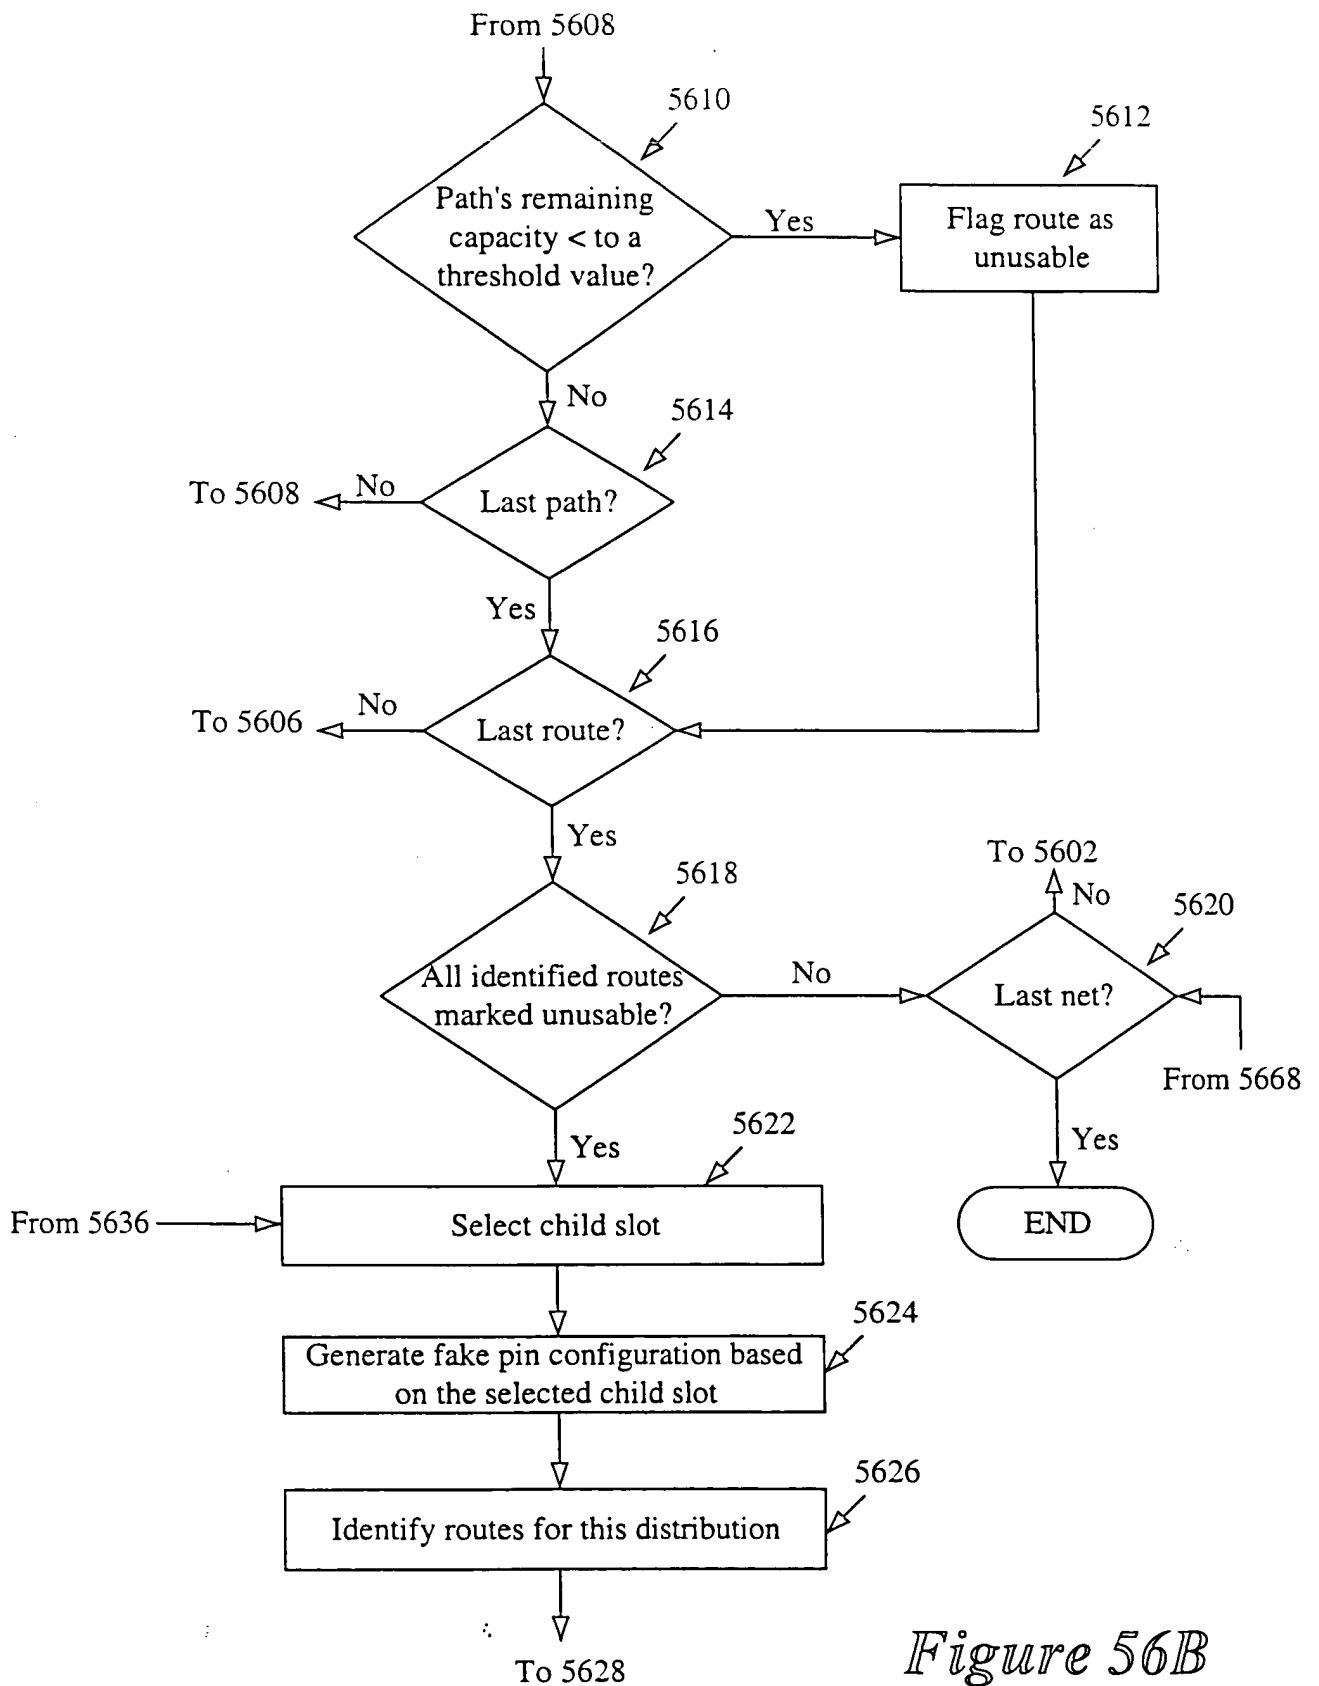 From 5608
5610
5612
Path's remaining
capacity < to a
threshold value?
Yes
Flag route as
unusable
No
5614
To 5608
No
Last path?
Yes
5616
To 5606
No
Last route?
Yes
To 5602
No
5618
5620
All identified routes
marked unusable?
No
Last net?
From 5668
Yes
5622
Yes
From 5636
Select child slot
END
5624
Generate fake pin configuration based
on the selected child slot
5626
Identify routes for this distribution
To 5628
Figure 56B